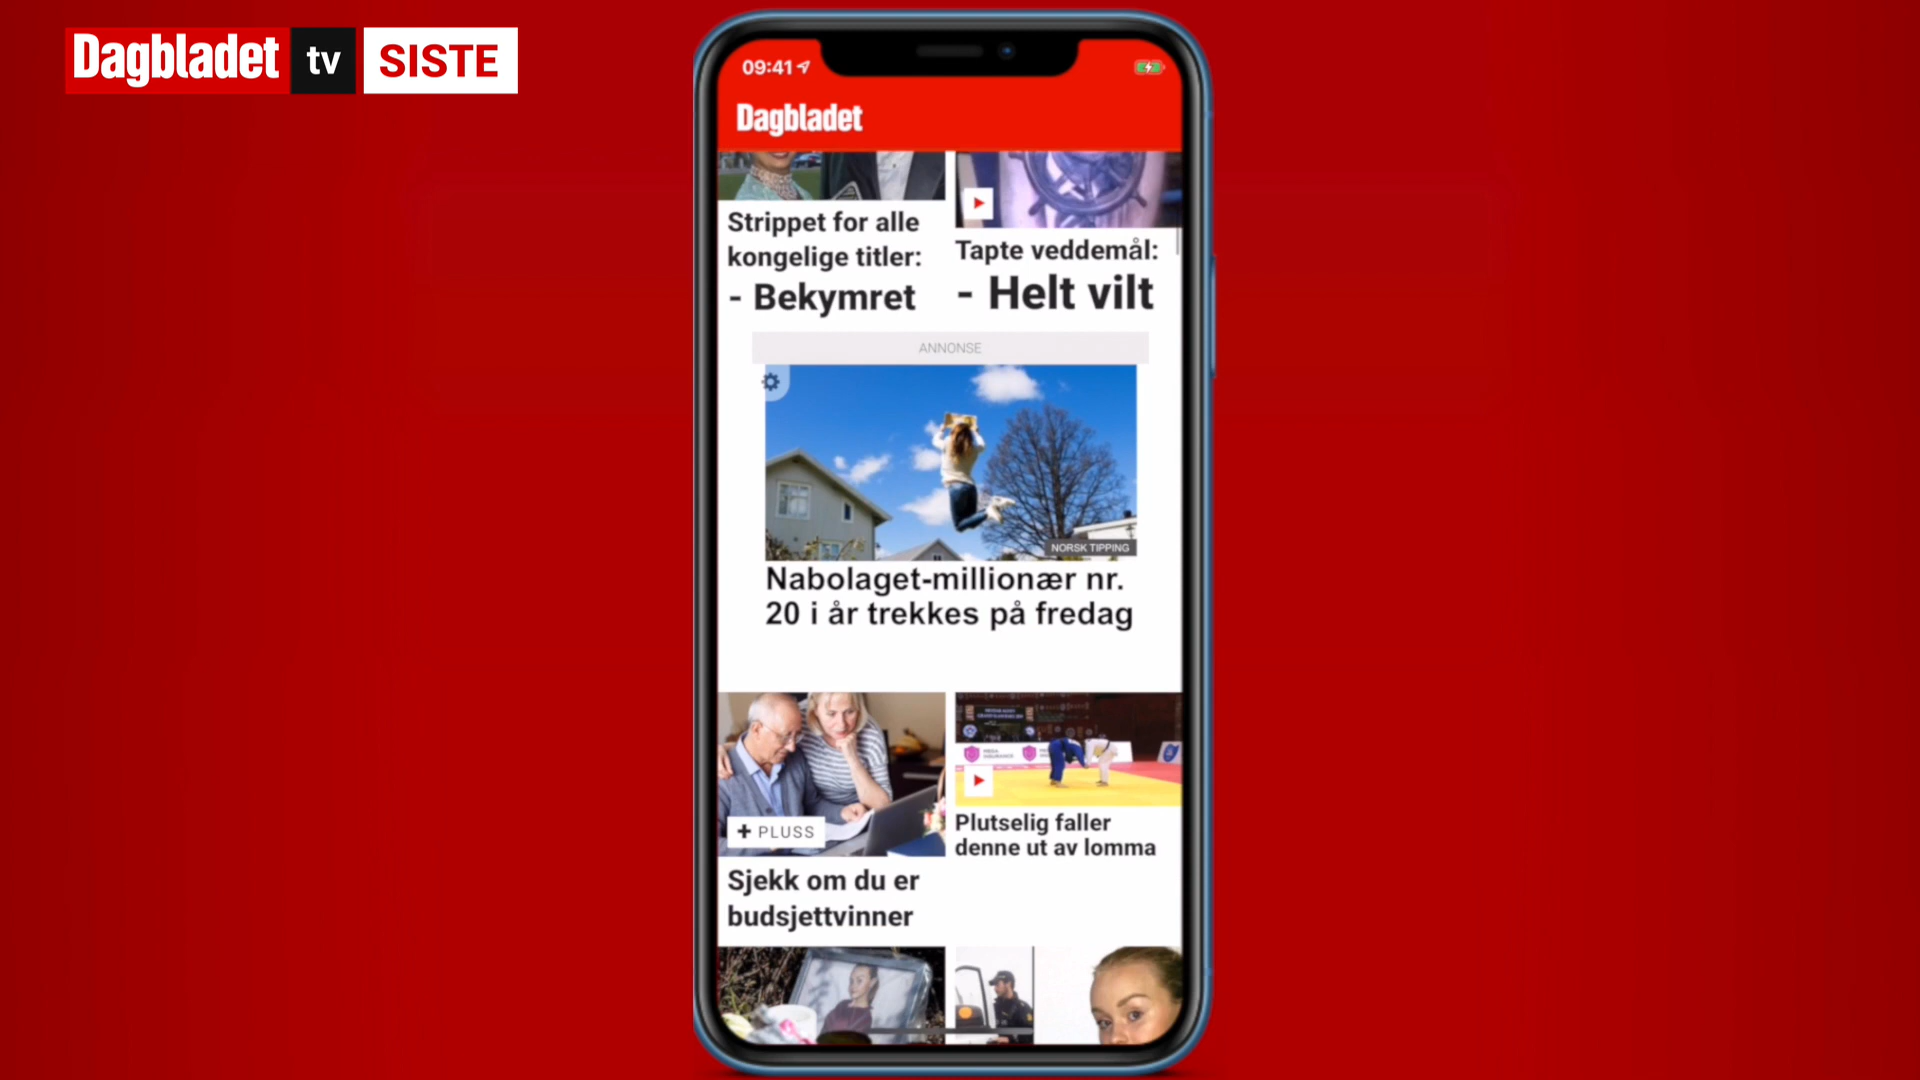 Dagbladet tv SISTE
09:41
Dagbladet
Strippet for alle
kongelige titler:
- Bekymret
Tapte veddemål:
- Helt vilt
ANNONSE
NORSK TIPPING
Nabolaget-millionær nr.
20 i år trekkes på fredag
+ PLUSS
Sjekk om du er
budsjettvinner
Plutselig faller
denne ut av lomma